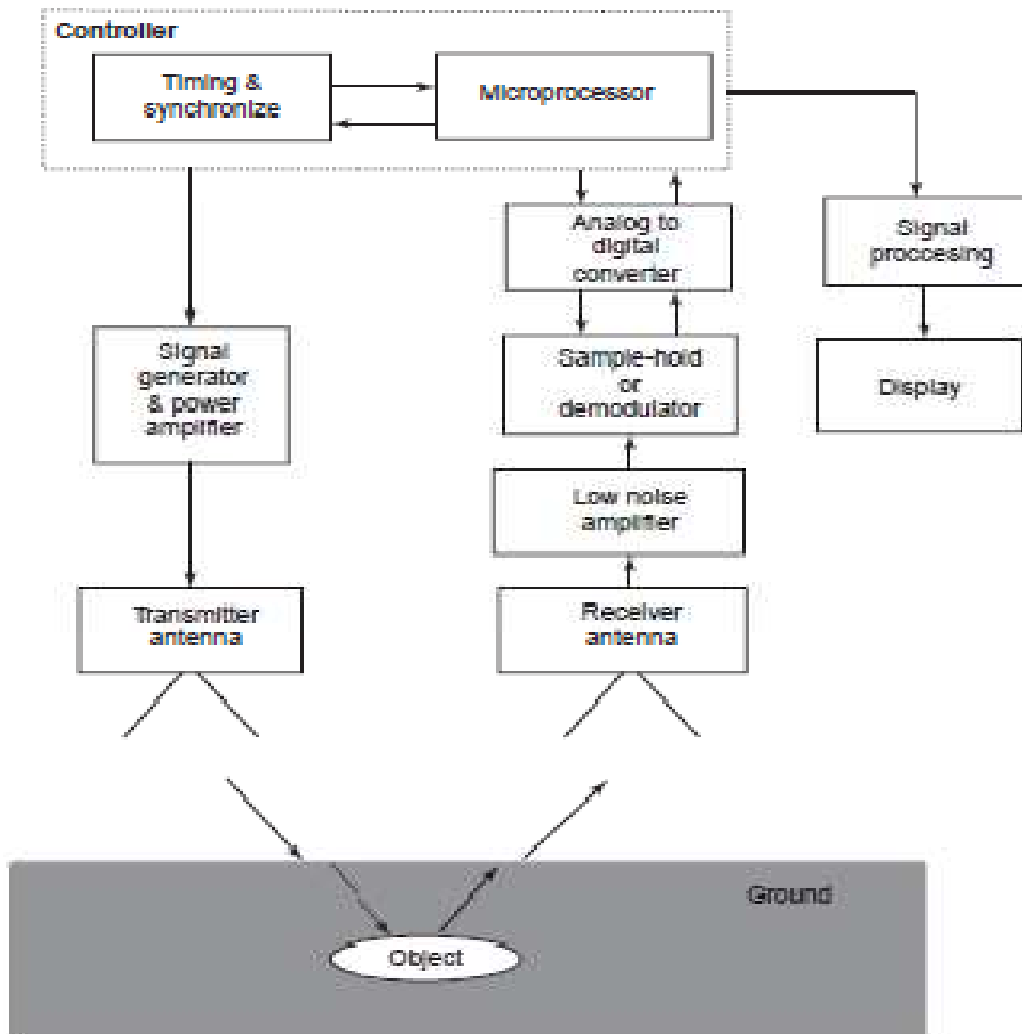 Controller
Timing &
synchronize
Microprocessor
Analog to
digital
converter
Signal
proccesing
Signal
generator
& power
amplifier
Sample-hold
or
demodulator
Display
Low noise
amplifier
Transmitter
antenna
Receiver
antenna
Ground
Object